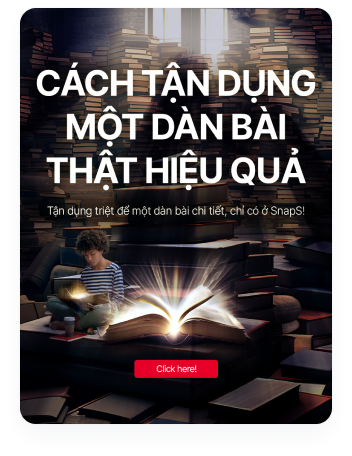 CÁCH TẬN DỤNG
MỘT DÀN BÀI
THẬT HIỆU QUẢ
Tận dụng triệt để một dàn bài chi tiết, chỉ có ở SnapS!
Click here!